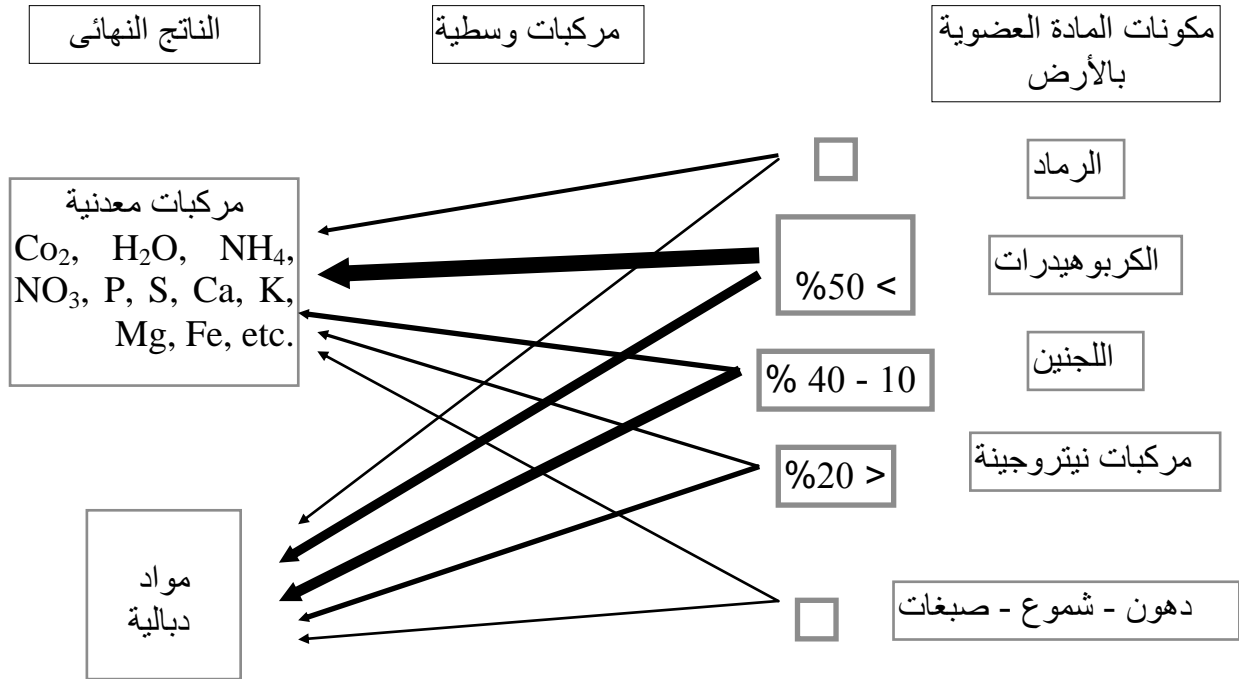 مكونات المادة العضوية
بالأرض
مركبات وسطية
الناتج النهائى
الرماد
الكربوهيدرات
%50 <
اللجنين
% 40 - 10
مركبات نيتروجينة
%20 >
دهون - شموع - صبغات
مركبات معدنية
Co₂, H₂O, NH₄,
NO₃, P, S, Ca, K,
Mg, Fe, etc.
مواد
دبالية